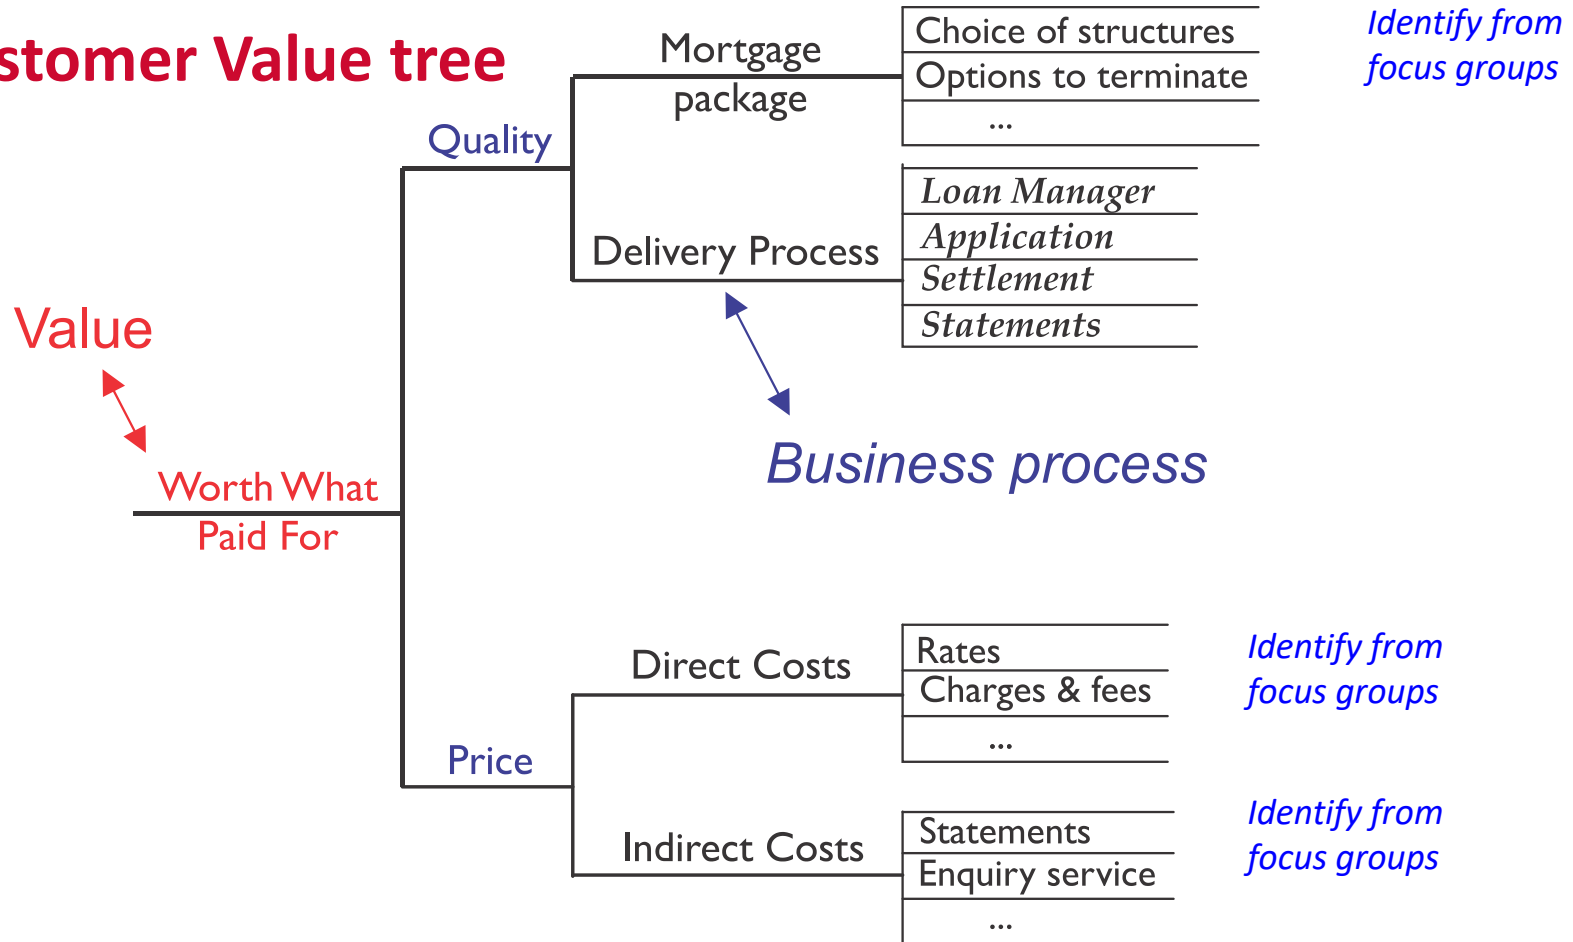 stomer Value tree
Mortgage
package
Choice of structures
Options to terminate
...
Identify from
focus groups
Quality
Delivery Process
Loan Manager
Application
Settlement
Statements
Value
Business process
Worth What
Paid For
Direct Costs
Rates
Charges & fees
...
Identify from
focus groups
Price
Indirect Costs
Statements
Enquiry service
...
Identify from
focus groups